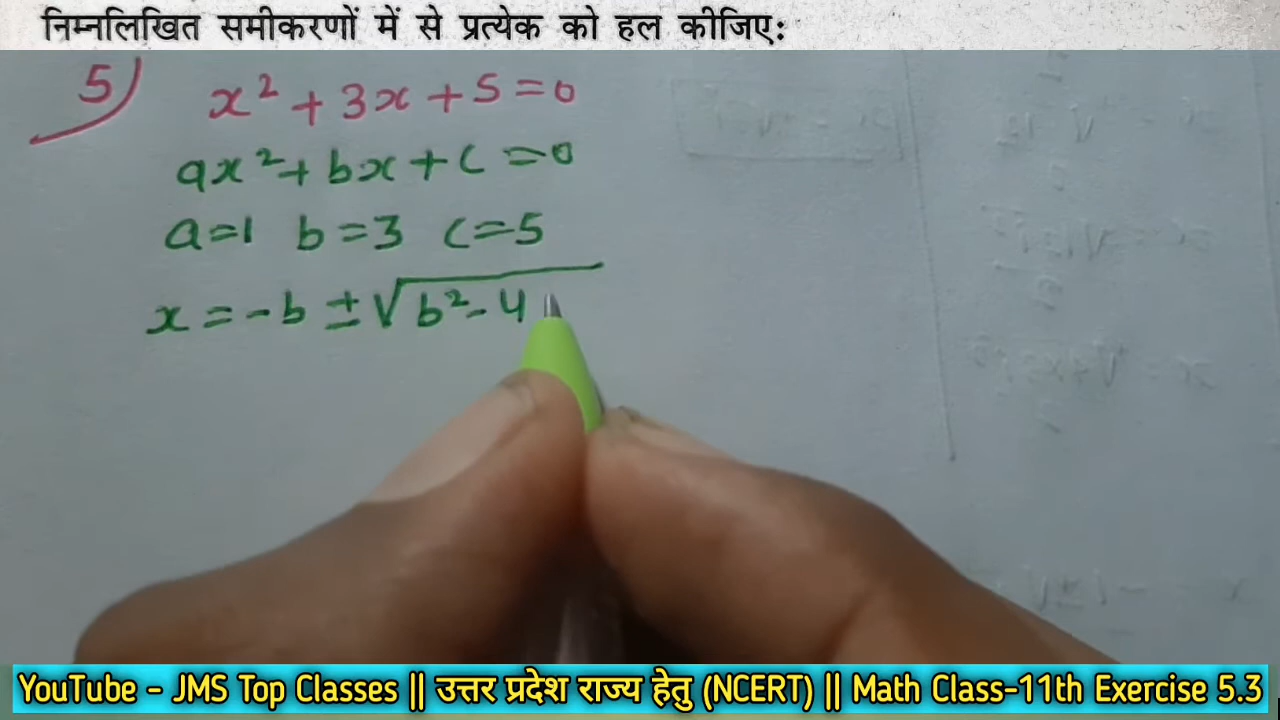 निम्नलिखित समीकरणों में से प्रत्येक को हल कीजिए:
5) x² + 3x + 5 = 0
ax² + bx + c = 0
a = 1 b = 3 c = 5
x = -b ± √b² - 4
YouTube - JMS Top Classes || उत्तर प्रदेश राज्य हेतु (NCERT) || Math Class-11th Exercise 5.3